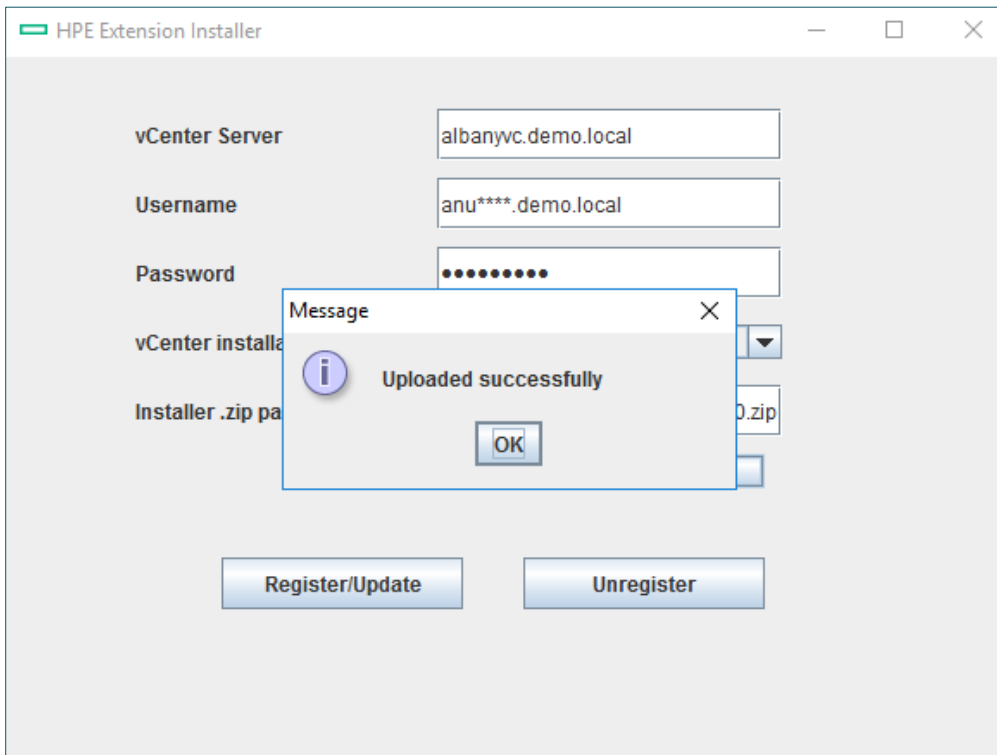 HPE Extension Installer
vCenter Server
albanyvc.demo.local
Username
anu****.demo.local
Password
•••••••••
Message
vCenter installa
Uploaded successfully
Installer .zip pa
0.zip
OK
Register/Update
Unregister